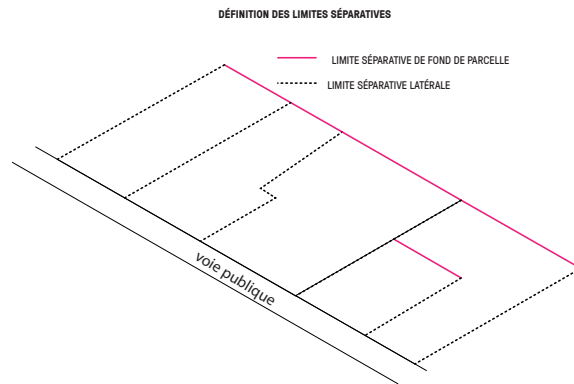 DÉFINITION DES LIMITES SÉPARATIVES
LIMITE SÉPARATIVE DE FOND DE PARCELLE
LIMITE SÉPARATIVE LATÉRALE
voie publique